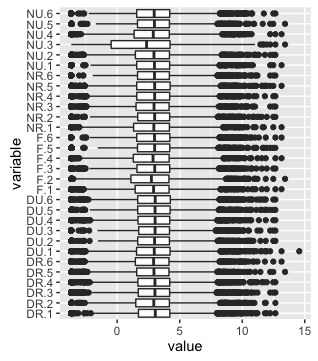 NU.6
NU.5
NU.4
NU.3
NU.2
NU.1
NR.6
NR.5
NR.4
NR.3
NR.2
NR.1
F.6
F.5
F.4
F.3
F.2
F.1
DU.6
DU.5
DU.4
DU.3
DU.2
DU.1
DR.6
DR.5
DR.4
DR.3
DR.2
DR.1
variable
0 5 10 15
value